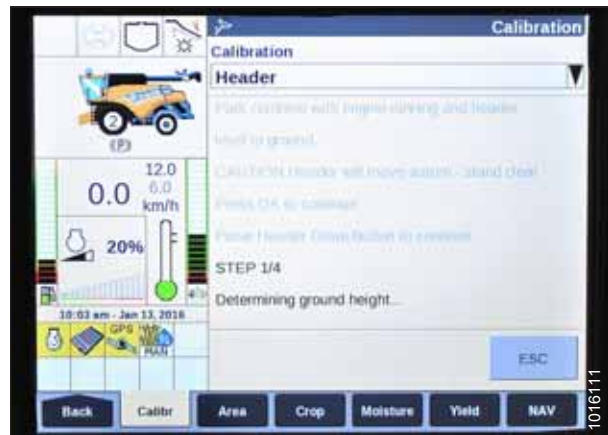 Calibration
Calibration
Header
Park combine with engine running and header
level to ground.
CAUTION Header will move autom - stand clear
Press OK to continue
Press Header Down Button to continue
STEP 1/4
Determining ground height...
ESC
2
(P)
12.0
6.0
0.0 km/h
20%
10:03 am - Jan 13, 2016
GPS
MAN
Back
Calibr
Area
Crop
Moisture
Yield
NAV
1016111